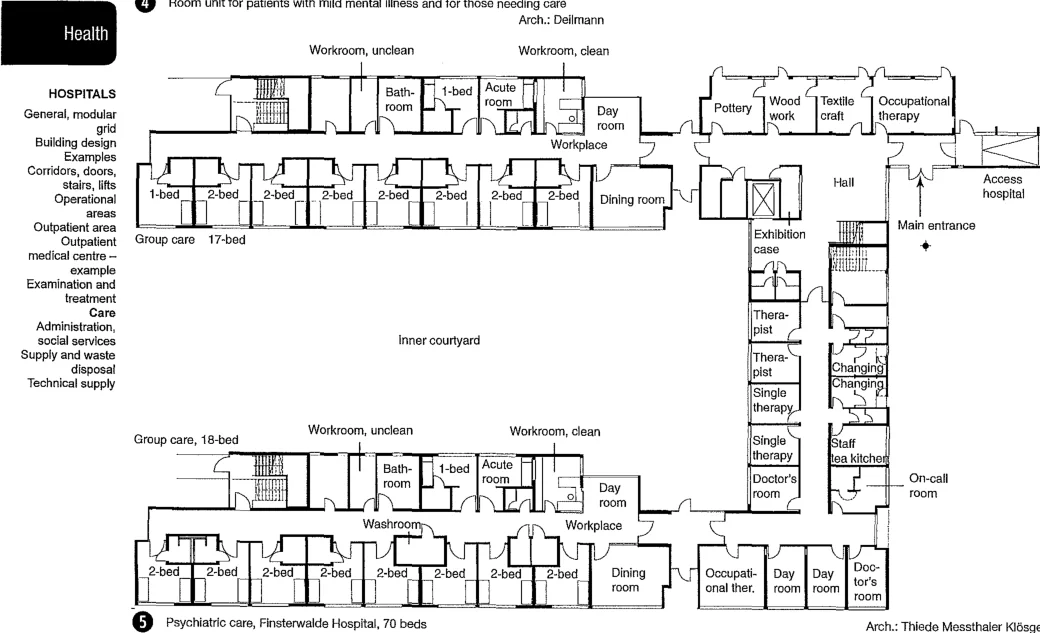 4 Room unit for patients with mild mental illness and for those needing care
Arch.: Deilmann
Health
HOSPITALS
General, modular
grid
Building design
Examples
Corridors, doors,
stairs, lifts
Operational
areas
Outpatient area
Outpatient
medical centre –
example
Examination and
treatment
Care
Administration,
social services
Supply and waste
disposal
Technical supply
Workroom, unclean
Workroom, clean
Bath-
room
1-bed
Acute
room
Day
room
Workplace
Pottery
Wood
work
Textile
craft
Occupational
therapy
1-bed
2-bed
2-bed
2-bed
2-bed
2-bed
2-bed
2-bed
Dining room
Hall
Access
hospital
Main entrance
Group care 17-bed
Exhibition
case
Thera-
pist
Thera-
pist
Single
therapy
Single
therapy
Doctor's
room
Changing
Changing
Staff
tea kitchen
On-call
room
Inner courtyard
Group care, 18-bed
Workroom, unclean
Workroom, clean
Bath-
room
1-bed
Acute
room
Day
room
Washroom
Workplace
2-bed
2-bed
2-bed
2-bed
2-bed
2-bed
2-bed
2-bed
Dining
room
Occupati-
onal ther.
Day
room
Day
room
Doc-
tor's
room
5 Psychiatric care, Finsterwalde Hospital, 70 beds
Arch.: Thiede Messthaler Klösge